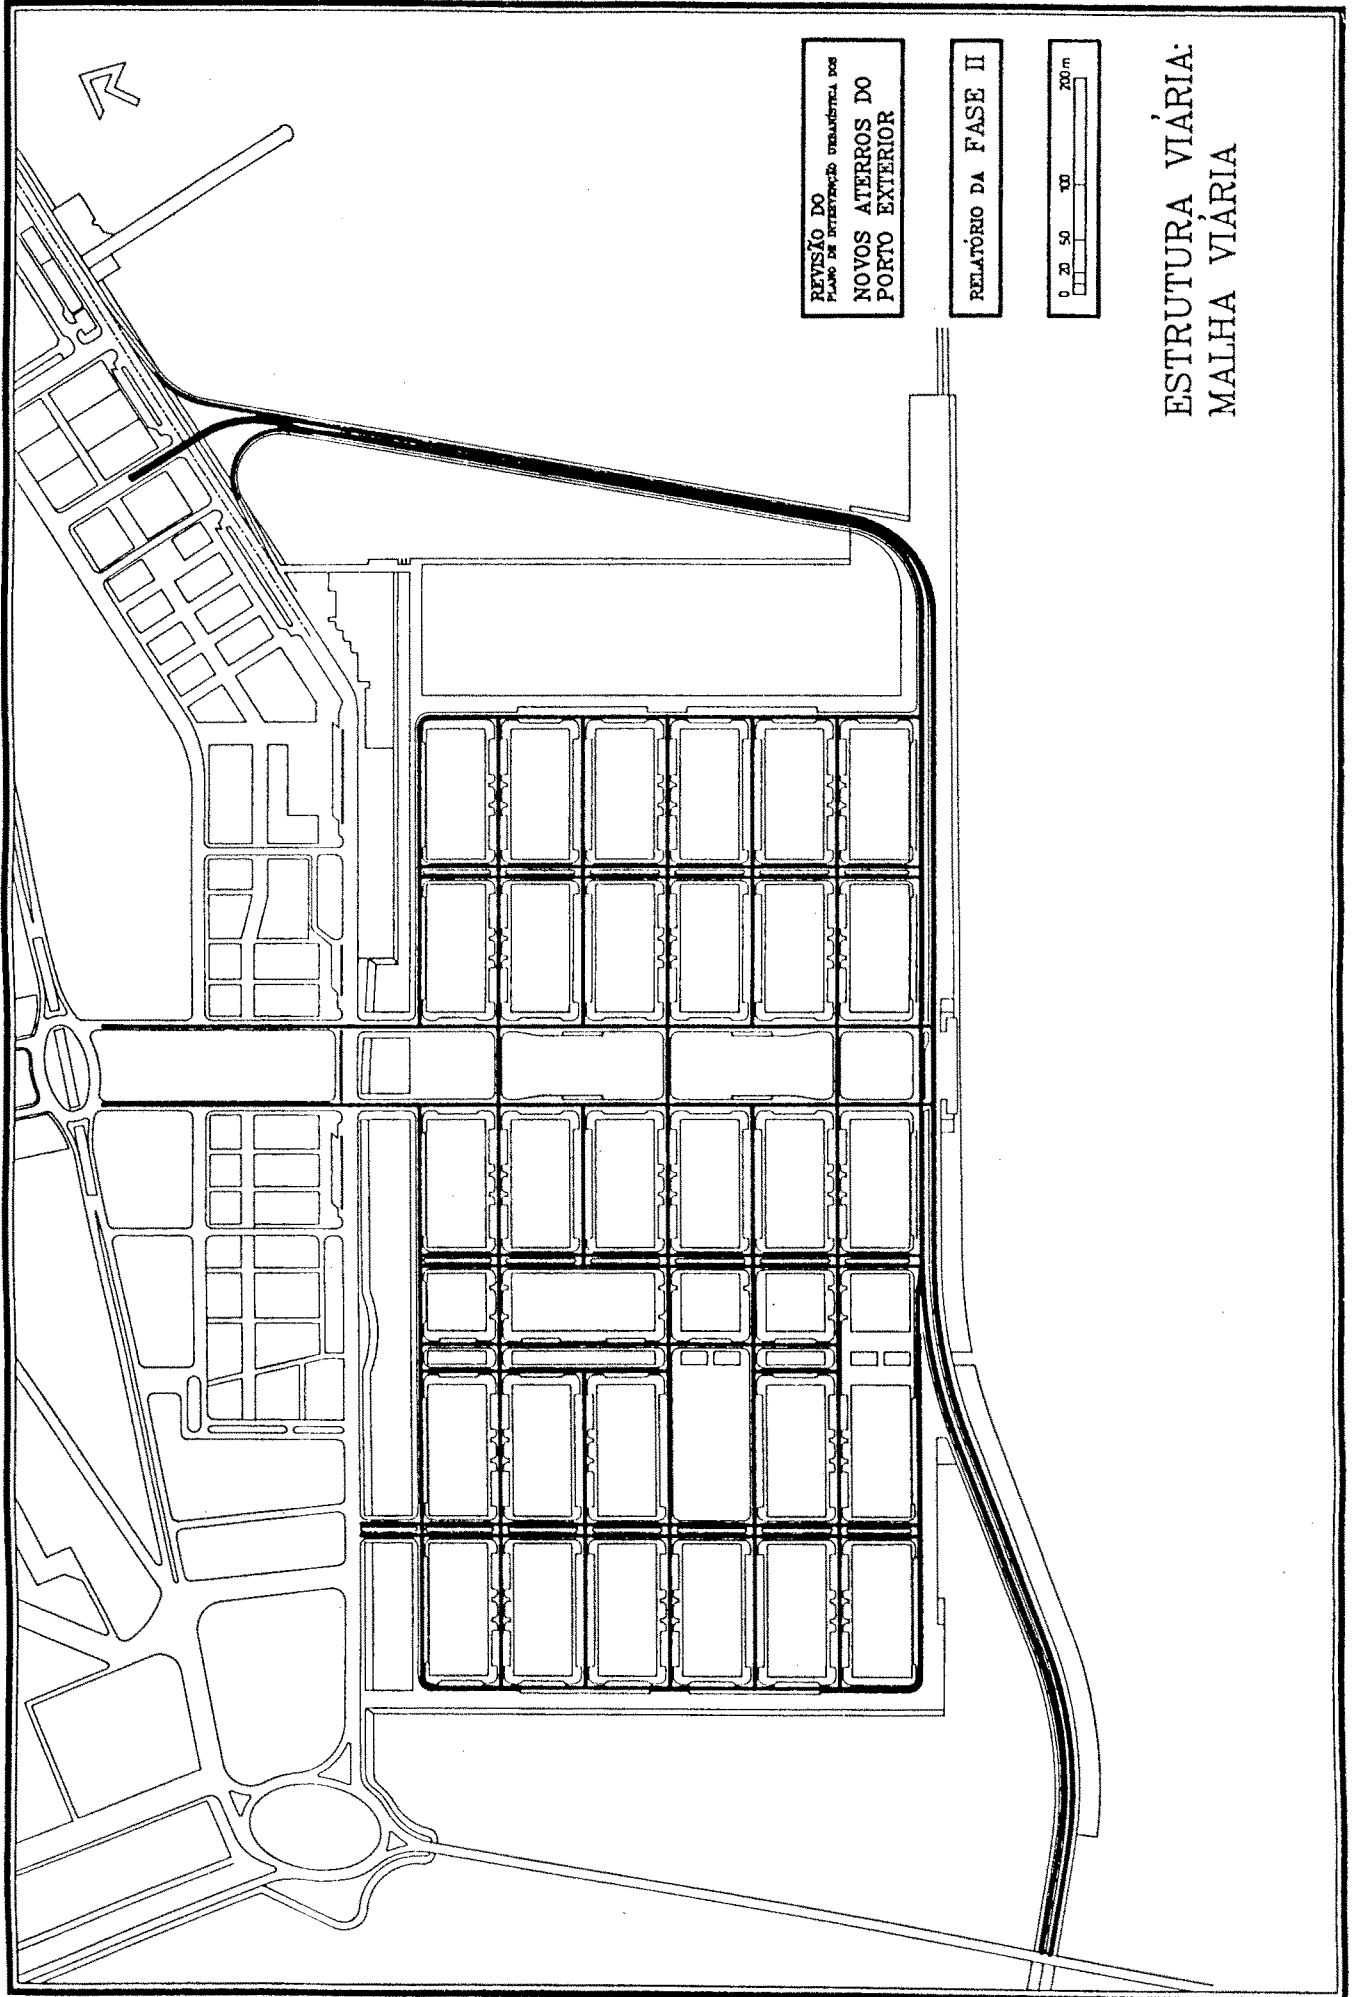 REVISÃO DO
PLANO DE INTERVENÇÃO URBANÍSTICA DOS
NOVOS ATERROS DO
PORTO EXTERIOR
RELATÓRIO DA FASE II
0 20 50 100 200 m
ESTRUTURA VIÁRIA:
MALHA VIÁRIA